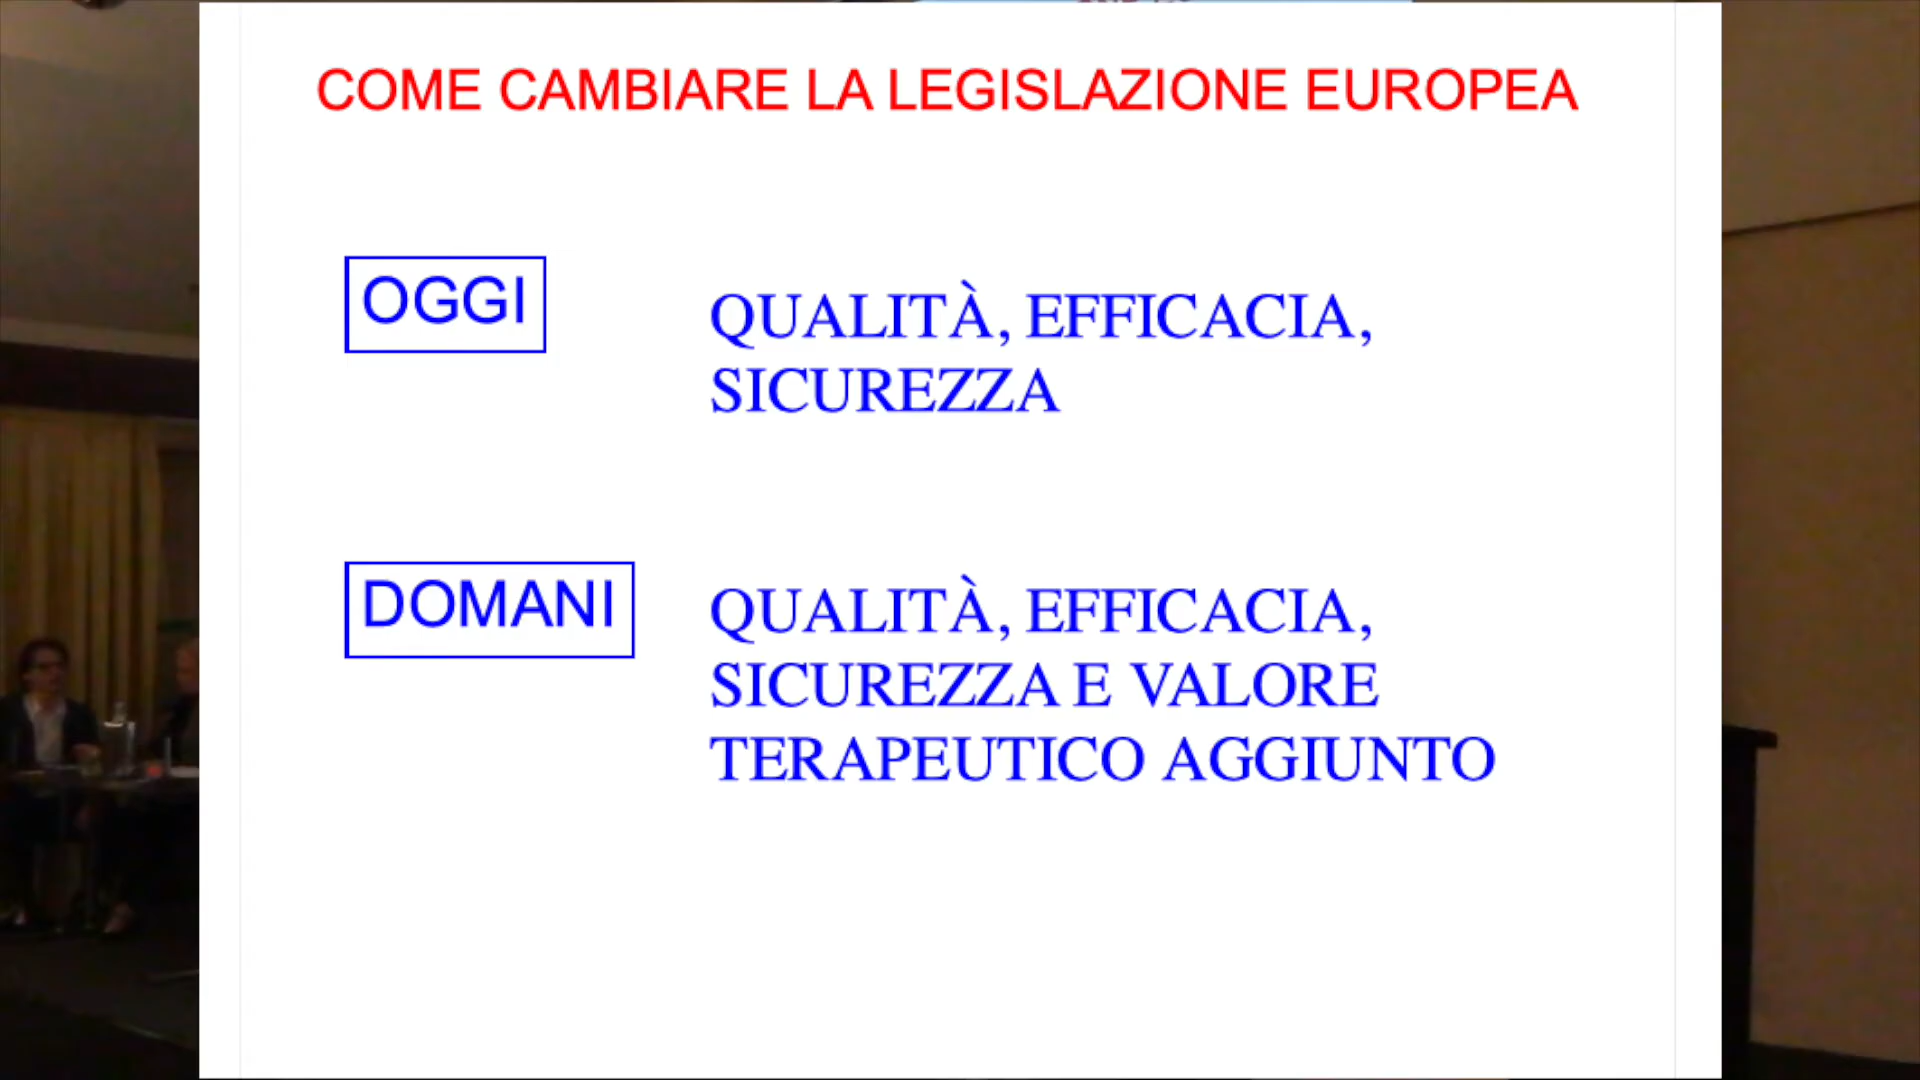 COME CAMBIARE LA LEGISLAZIONE EUROPEA
OGGI
QUALITÀ, EFFICACIA,
SICUREZZA
DOMANI
QUALITÀ, EFFICACIA,
SICUREZZA E VALORE
TERAPEUTICO AGGIUNTO